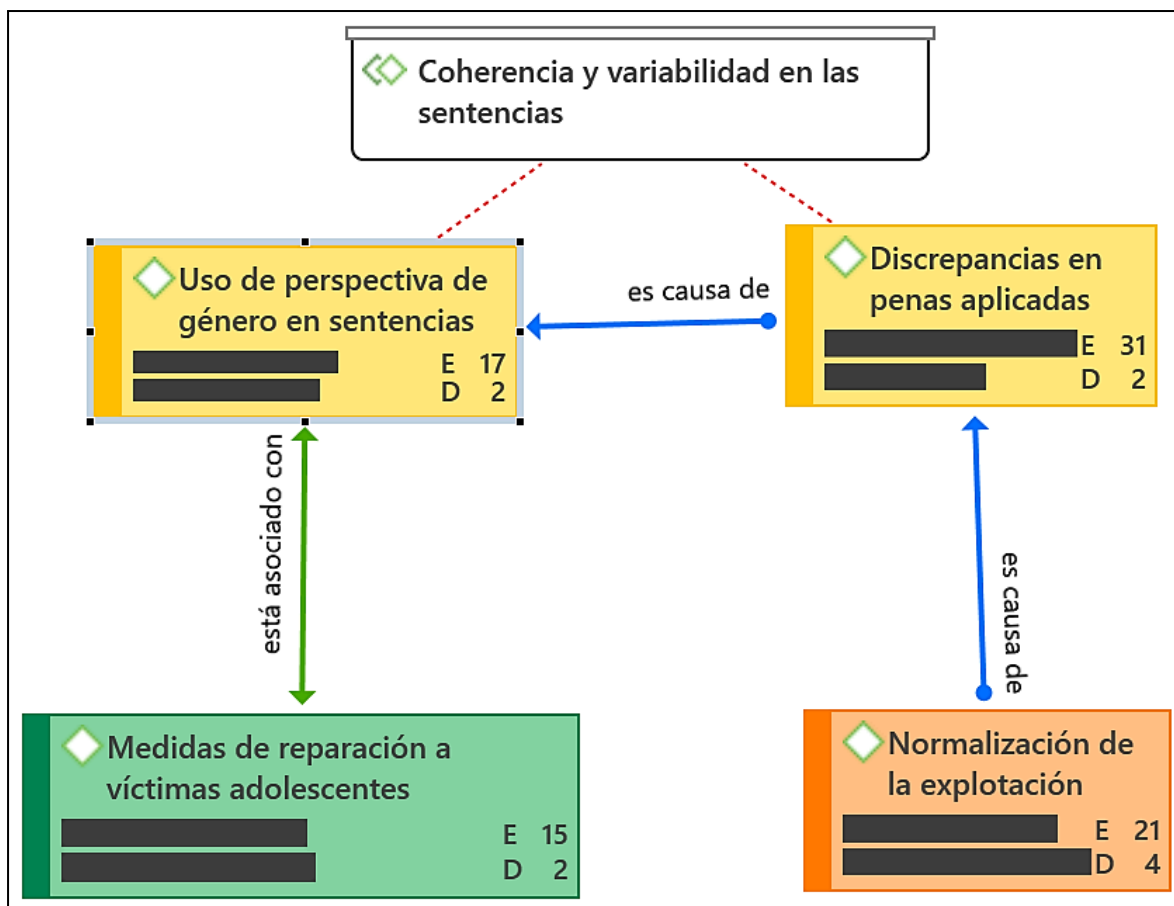 Coherencia y variabilidad en las
sentencias
Uso de perspectiva de
género en sentencias
E 17
D 2
es causa de
Discrepancias en
penas aplicadas
E 31
D 2
está asociado con
es causa de
Medidas de reparación a
víctimas adolescentes
E 15
D 2
Normalización de
la explotación
E 21
D 4